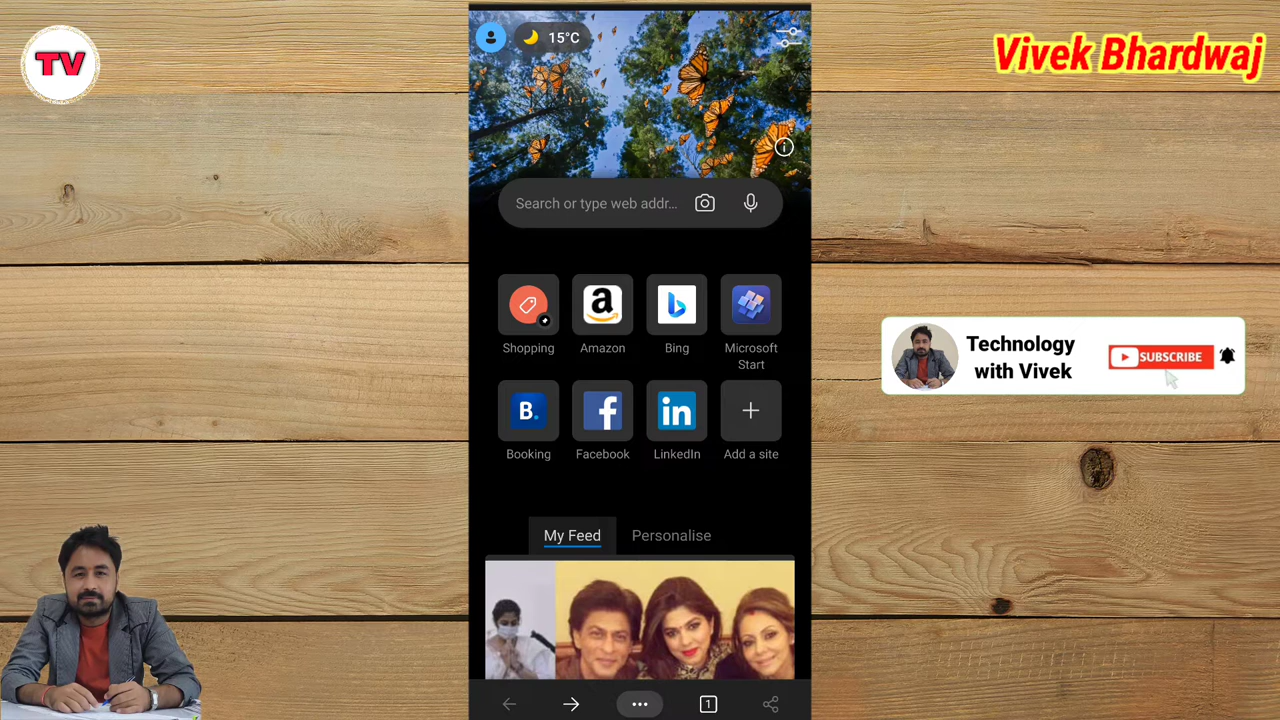 TV
Vivek Bhardwaj
15°C
Search or type web addr...
a
b
Shopping
Amazon
Bing
Microsoft
Start
B.
f
in
Booking
Facebook
LinkedIn
Add a site
My Feed
Personalise
1
Technology
with Vivek
SUBSCRIBE